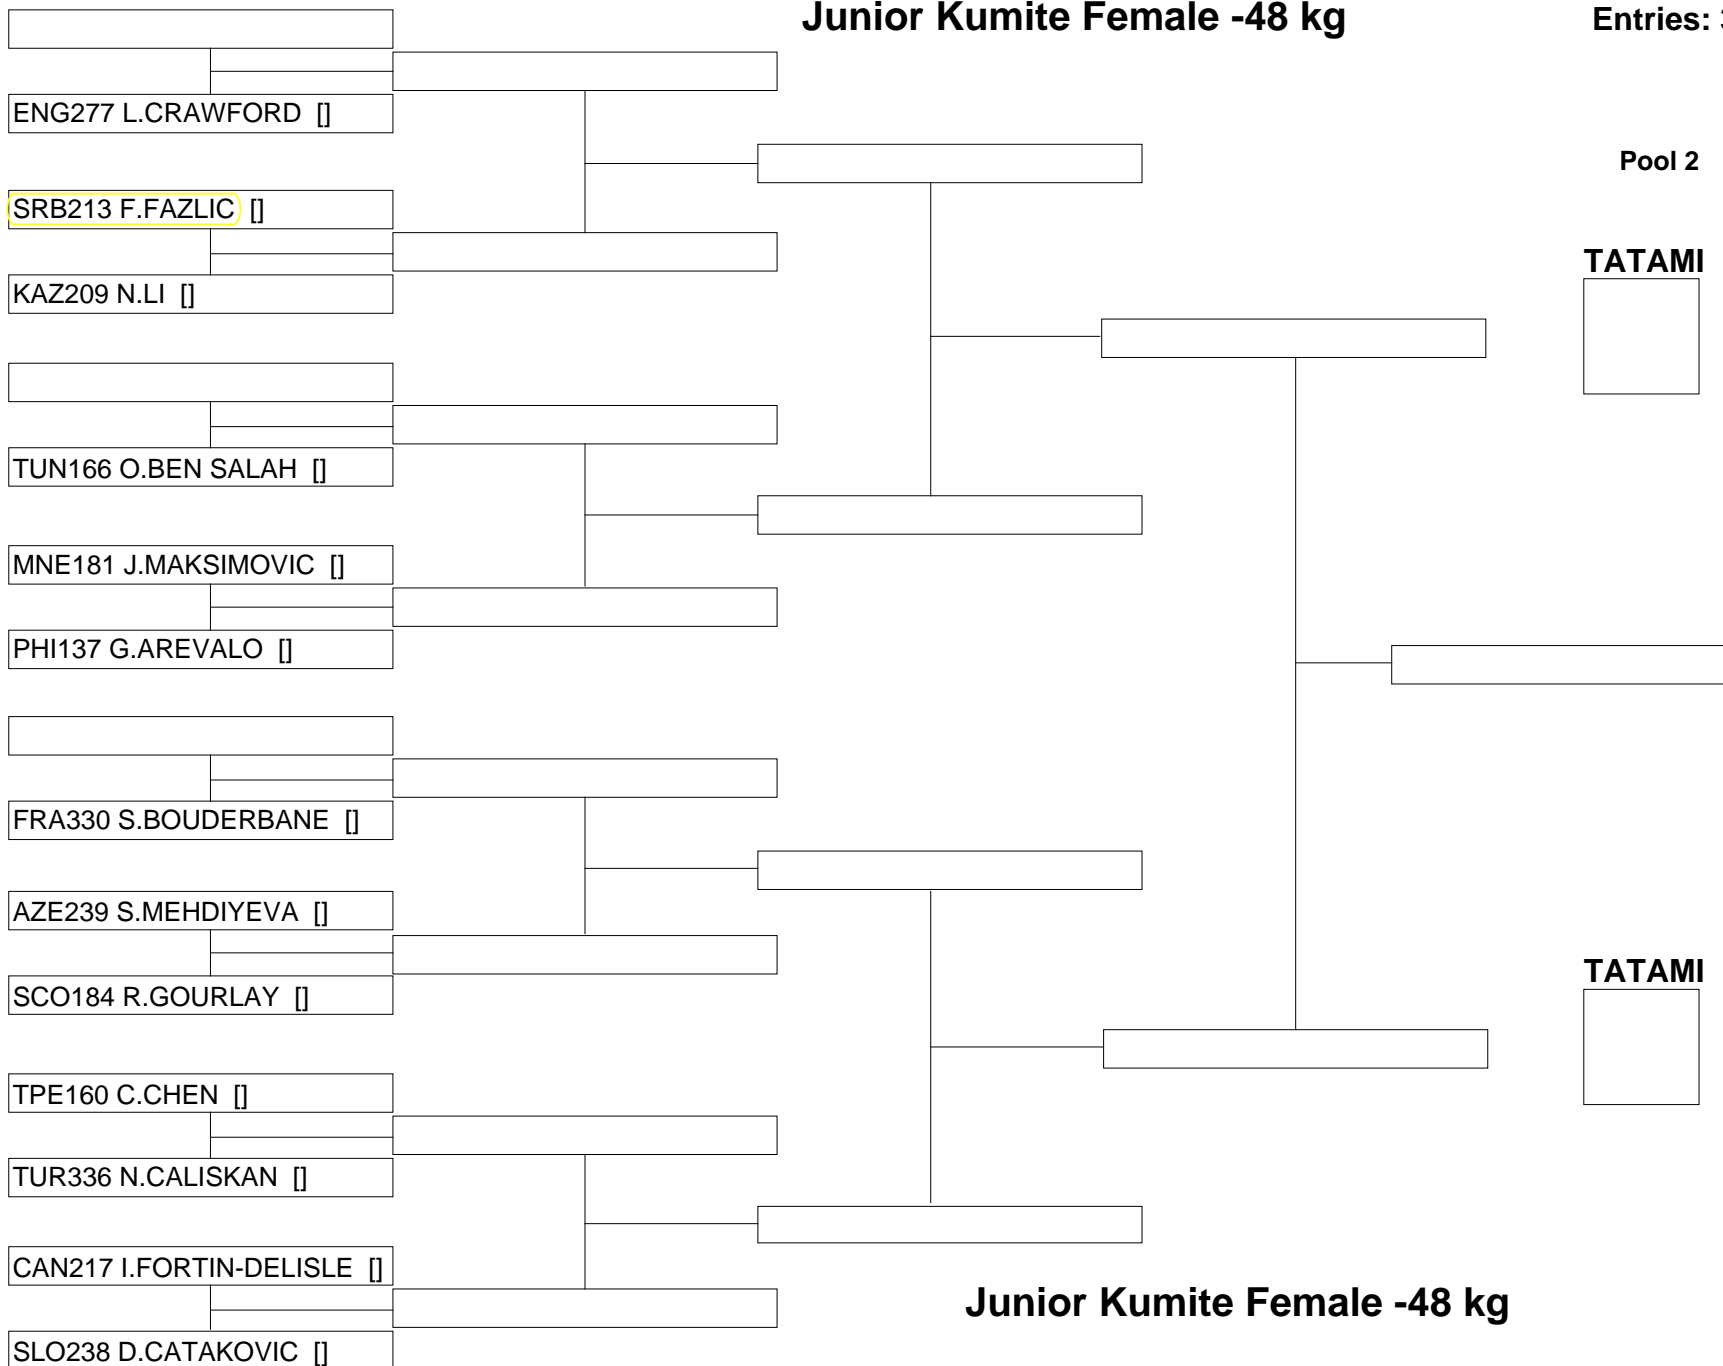 Junior Kumite Female -48 kg
Entries:
Pool 2
ENG277 L.CRAWFORD []
SRB213 F.FAZLIC []
KAZ209 N.LI []
TATAMI
TUN166 O.BEN SALAH []
MNE181 J.MAKSIMOVIC []
PHI137 G.AREVALO []
FRA330 S.BOUDERBANE []
AZE239 S.MEHDIYEVA []
SCO184 R.GOURLAY []
TATAMI
TPE160 C.CHEN []
TUR336 N.CALISKAN []
CAN217 I.FORTIN-DELISLE []
Junior Kumite Female -48 kg
SLO238 D.CATAKOVIC []